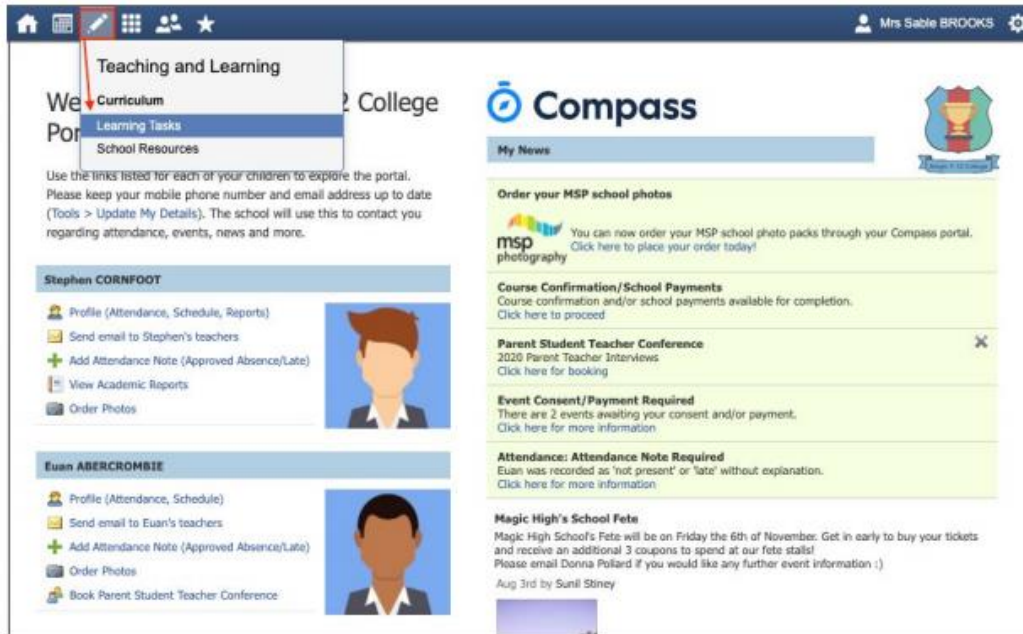 Mrs Sable BROOKS
Teaching and Learning
Curriculum
Learning Tasks
School Resources
We
2 College
Por
Use the links listed for each of your children to explore the portal.
Please keep your mobile phone number and email address up to date
(Tools > Update My Details). The school will use this to contact you
regarding attendance, events, news and more.
Stephen CORNFOOT
Profile (Attendance, Schedule, Reports)
Send email to Stephen's teachers
Add Attendance Note (Approved Absence/Late)
View Academic Reports
Order Photos
Euan ABERCROMBIE
Profile (Attendance, Schedule)
Send email to Euan's teachers
Add Attendance Note (Approved Absence/Late)
Order Photos
Book Parent Student Teacher Conference
Compass
My News
Order your MSP school photos
msp
photography
You can now order your MSP school photo packs through your Compass portal.
Click here to place your order today!
Course Confirmation/School Payments
Course confirmation and/or school payments available for completion.
Click here to proceed
Parent Student Teacher Conference
2020 Parent Teacher Interviews
Click here for booking
Event Consent/Payment Required
There are 2 events awaiting your consent and/or payment.
Click here for more information
Attendance: Attendance Note Required
Euan was recorded as 'not present' or 'late' without explanation.
Click here for more information
Magic High's School Fete
Magic High School's Fete will be on Friday the 6th of November. Get in early to buy your tickets
and receive an additional 3 coupons to spend at our fete stalls!
Please email Donna Pollard if you would like any further event information :)
Aug 3rd by Sunil Stiney